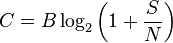 C = B log₂ (1 + S/N)